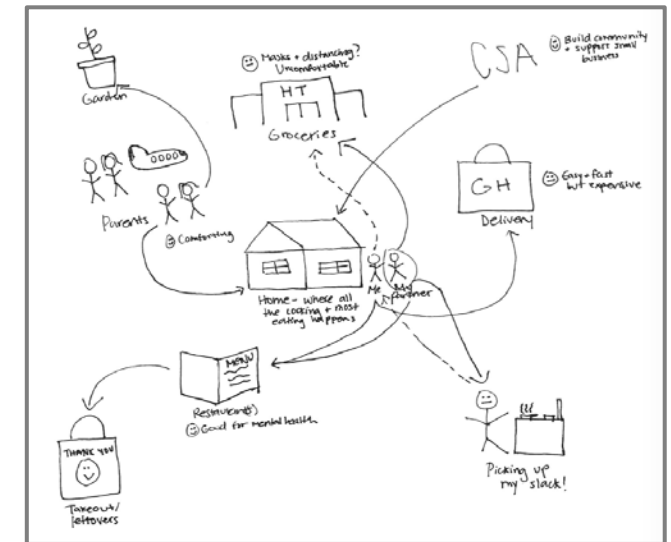 Garden
Masks + distancing?
Uncomfortable
HT
Groceries
CSA
Build community
+ support small
business
GH
Easy + fast
but expensive
Delivery
Parents
Comforting
Home - where all
the cooking + most
eating happens
Me
My
partner
MENU
Restaurant(s)
Good for mental health
THANK YOU
Takeout/
leftovers
Picking up
my slack!